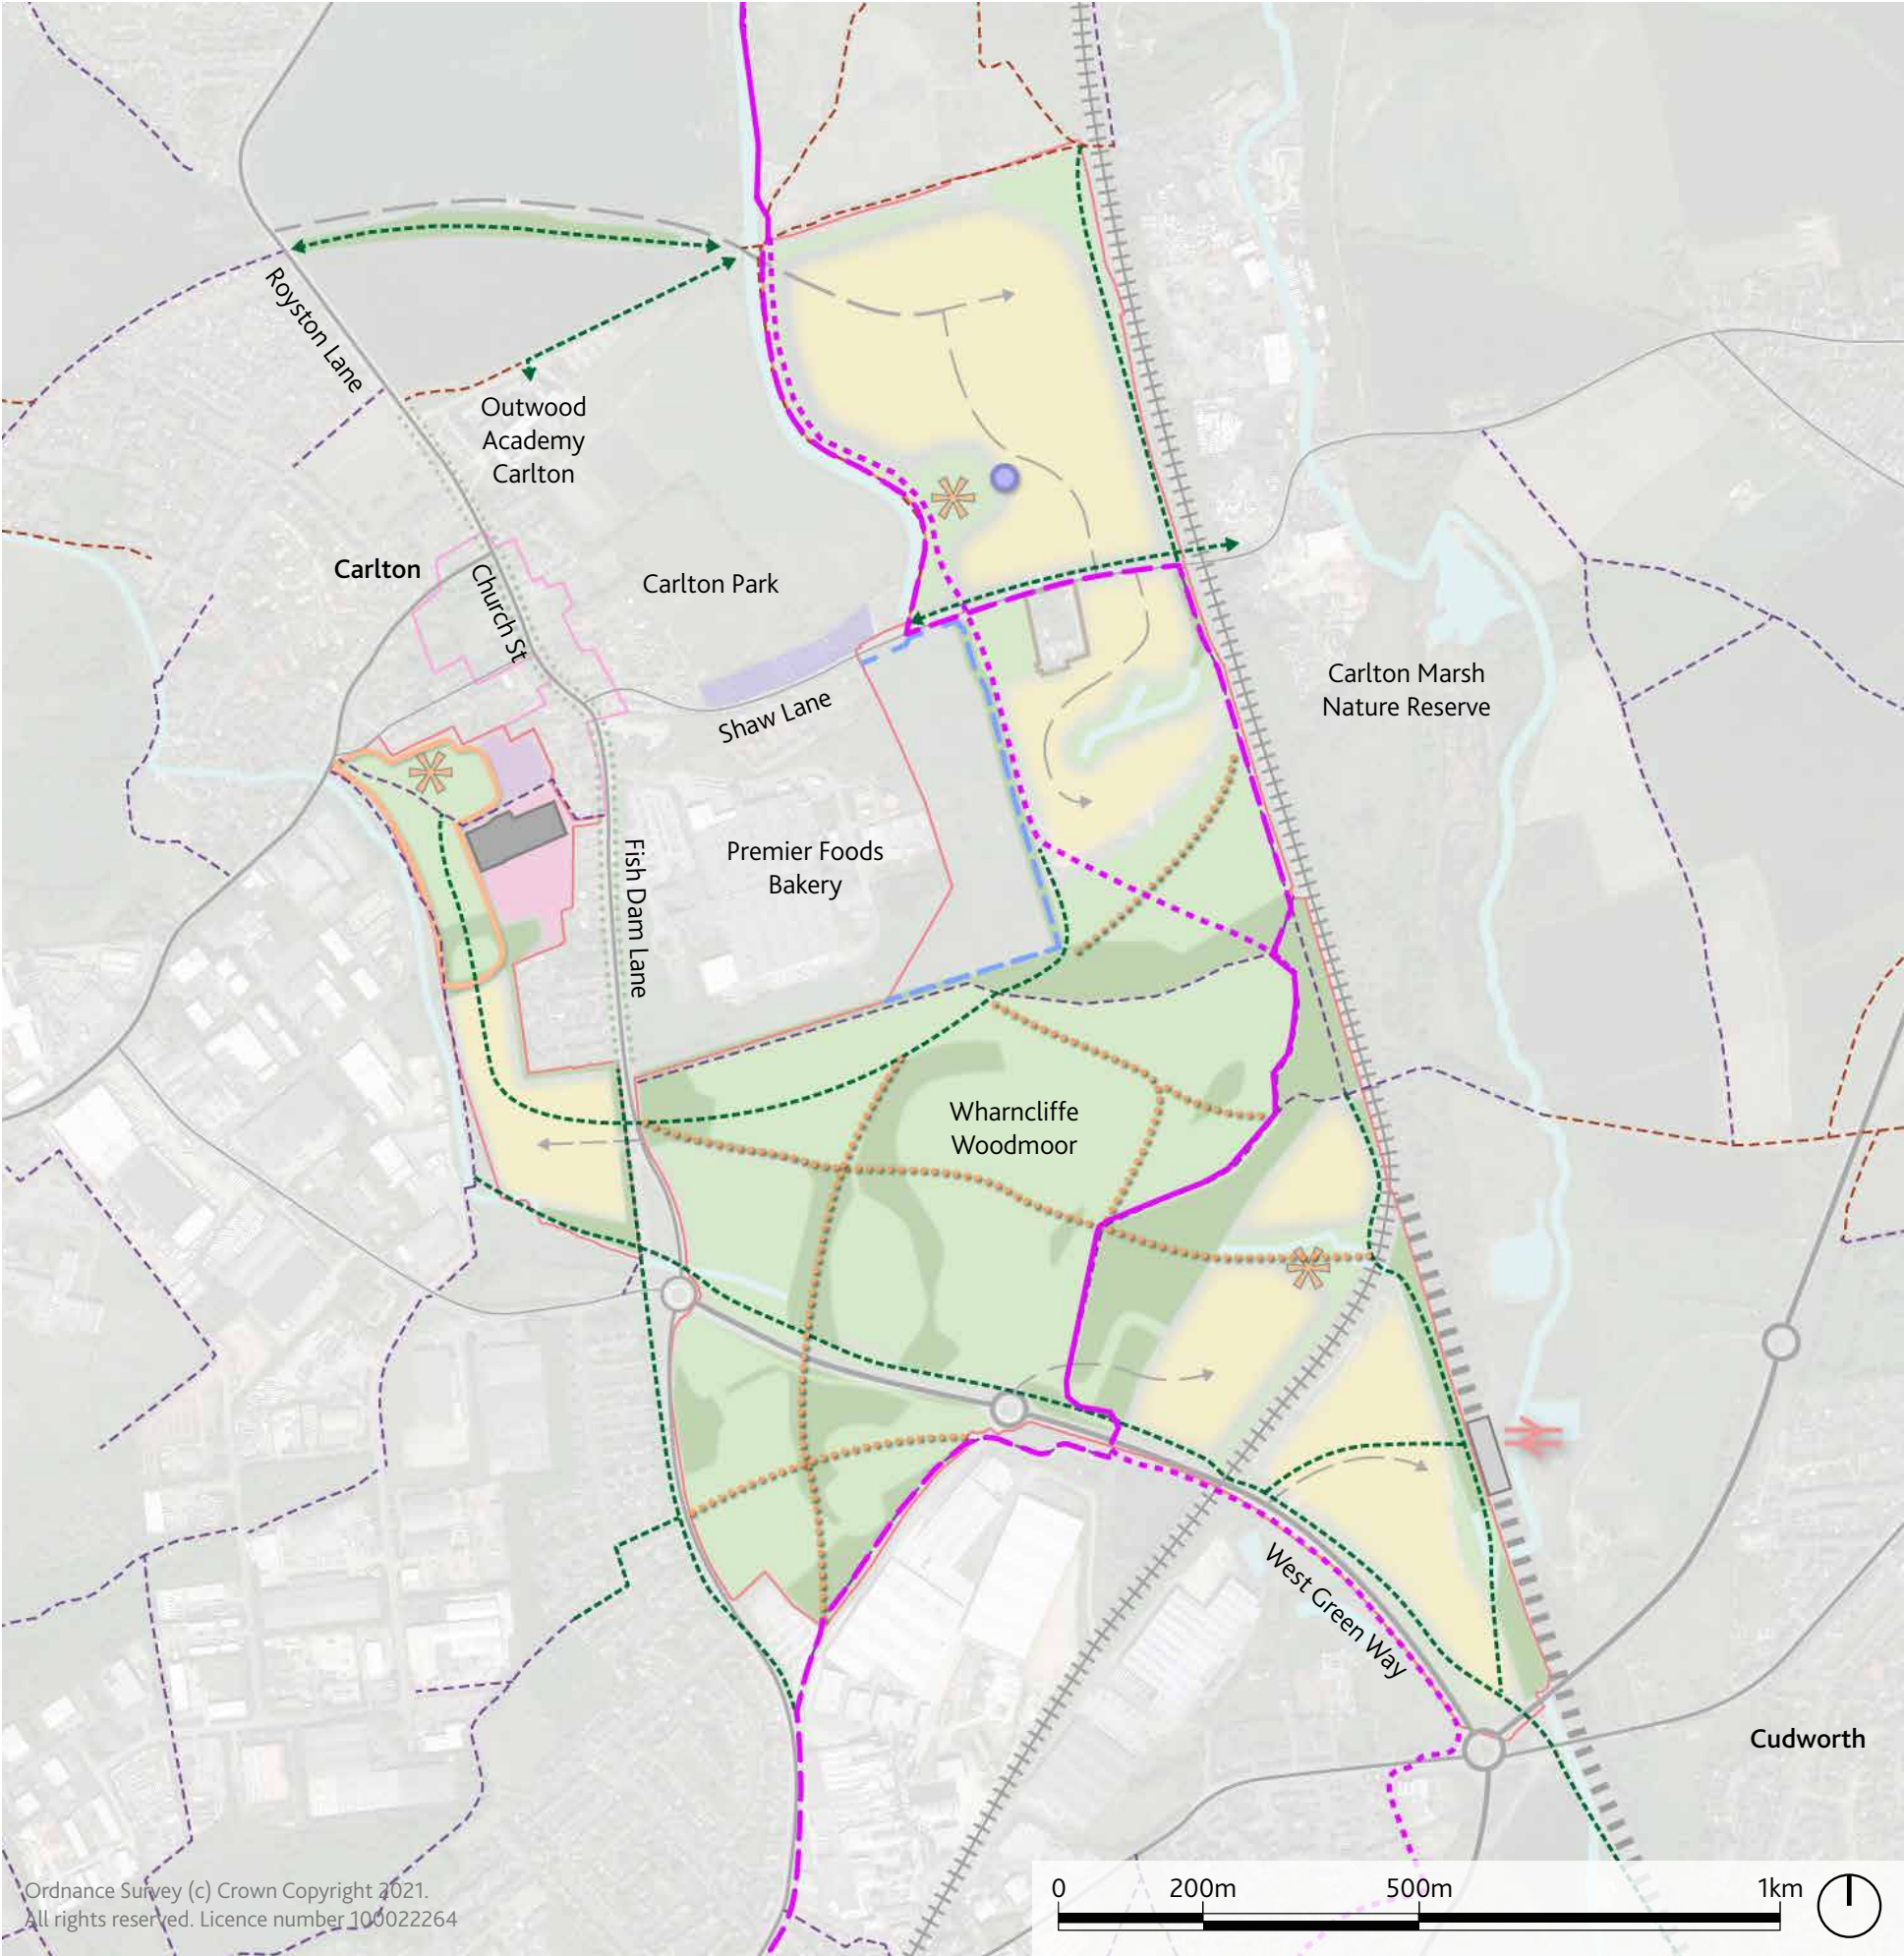 Royston Lane
Outwood
Academy
Carlton
Carlton
Church St
Carlton Park
Shaw Lane
Carlton Marsh
Nature Reserve
Premier Foods
Bakery
Fish Dam Lane
Wharncliffe
Woodmoor
West Green Way
Cudworth
0 200m 500m 1km
Ordnance Survey (c) Crown Copyright 2021.
All rights reserved. Licence number 100022264